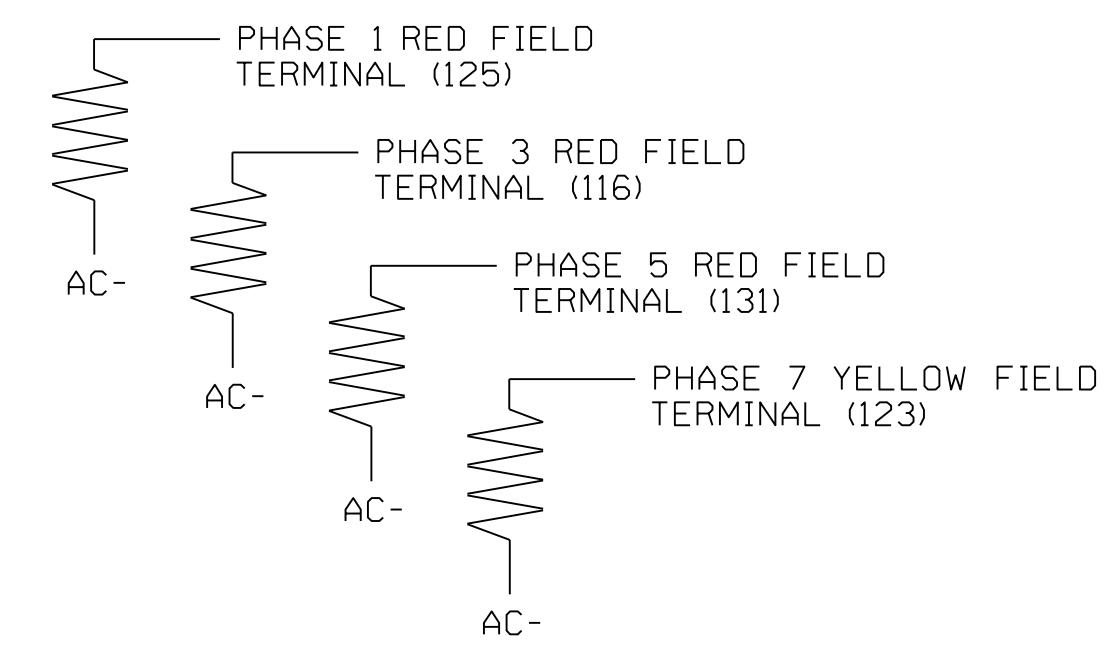 PHASE 1 RED FIELD
TERMINAL (125)
AC-
PHASE 3 RED FIELD
TERMINAL (116)
AC-
PHASE 5 RED FIELD
TERMINAL (131)
AC-
PHASE 7 YELLOW FIELD
TERMINAL (123)
AC-